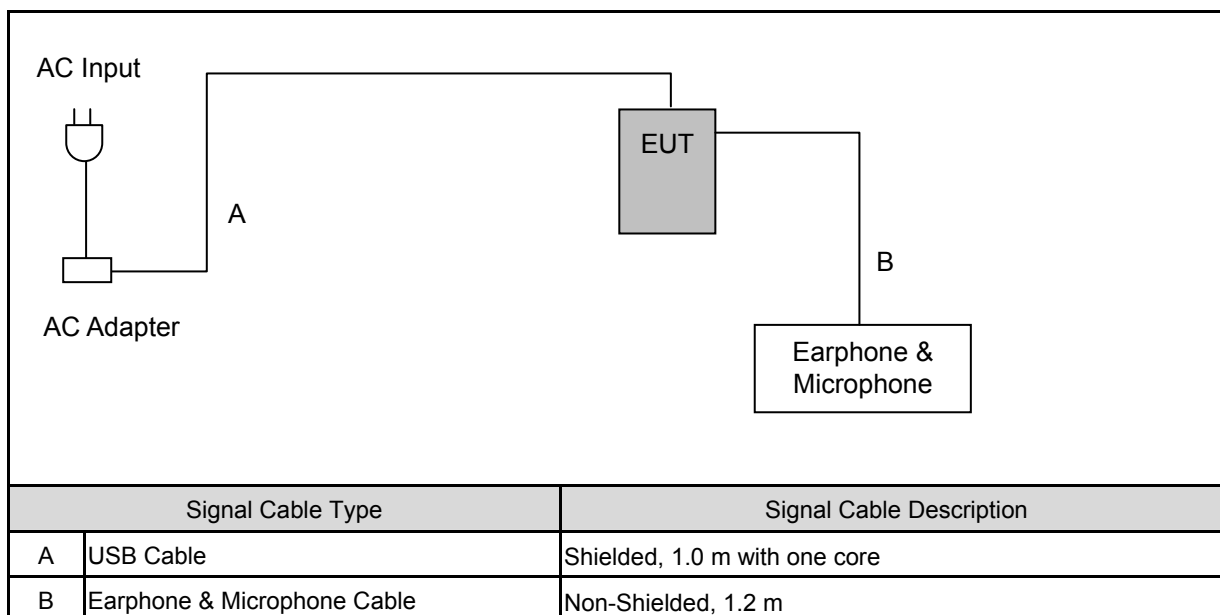 AC Input
EUT
A
B
AC Adapter
Earphone &
Microphone
Signal Cable Type Signal Cable Description
A USB Cable Shielded, 1.0 m with one core
B Earphone & Microphone Cable Non-Shielded, 1.2 m